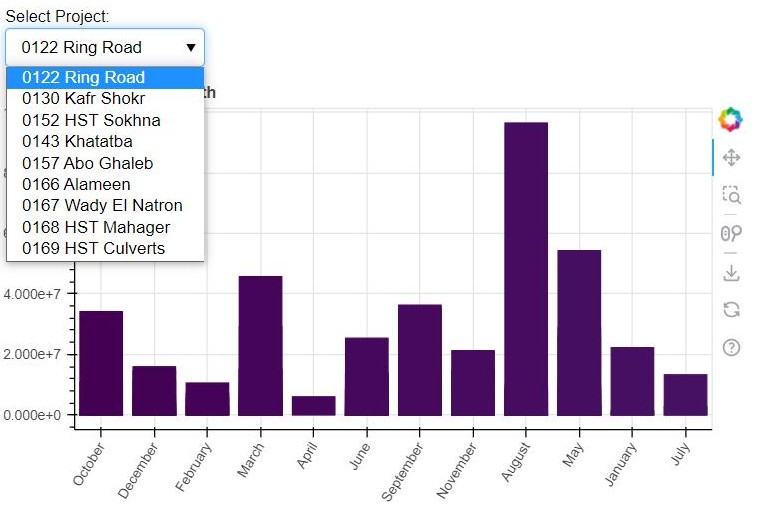 Select Project:
0122 Ring Road
0122 Ring Road
0130 Kafr Shokr
0152 HST Sokhna
0143 Khatatba
0157 Abo Ghaleb
0166 Alameen
0167 Wady El Natron
0168 HST Mahager
0169 HST Culverts
4.000e+7
2.000e+7
0.000e+0
October
December
February
March
April
June
September
November
August
May
January
July